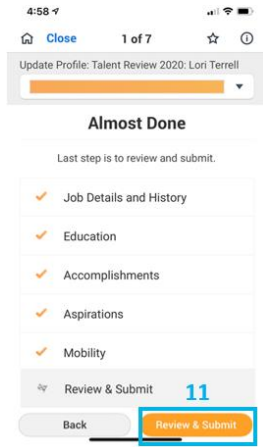 4:58
Close 1 of 7
Update Profile: Talent Review 2020: Lori Terrell
Almost Done
Last step is to review and submit.
Job Details and History
Education
Accomplishments
Aspirations
Mobility
Review & Submit 11
Back Review & Submit